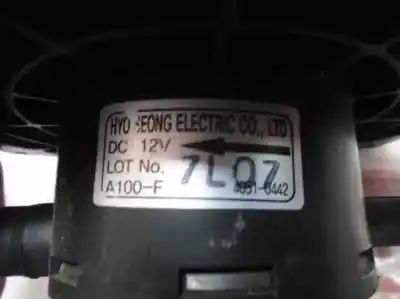 HYO SEONG ELECTRIC CO., LTD
DC 12V
LOT No. 7L07
A100-F 4051-0442